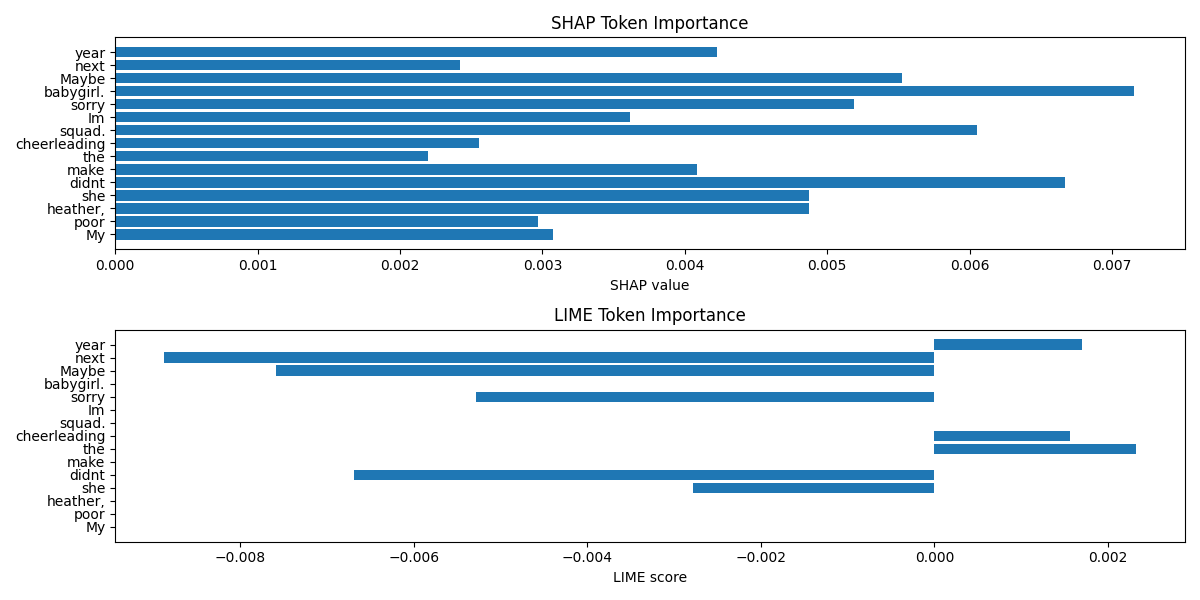 SHAP Token Importance
year
next
Maybe
babygirl.
sorry
Im
squad.
cheerleading
the
make
didnt
she
heather,
poor
My
0.000 0.001 0.002 0.003 0.004 0.005 0.006 0.007
SHAP value
LIME Token Importance
year
next
Maybe
babygirl.
sorry
Im
squad.
cheerleading
the
make
didnt
she
heather,
poor
My
−0.008 −0.006 −0.004 −0.002 0.000 0.002
LIME score